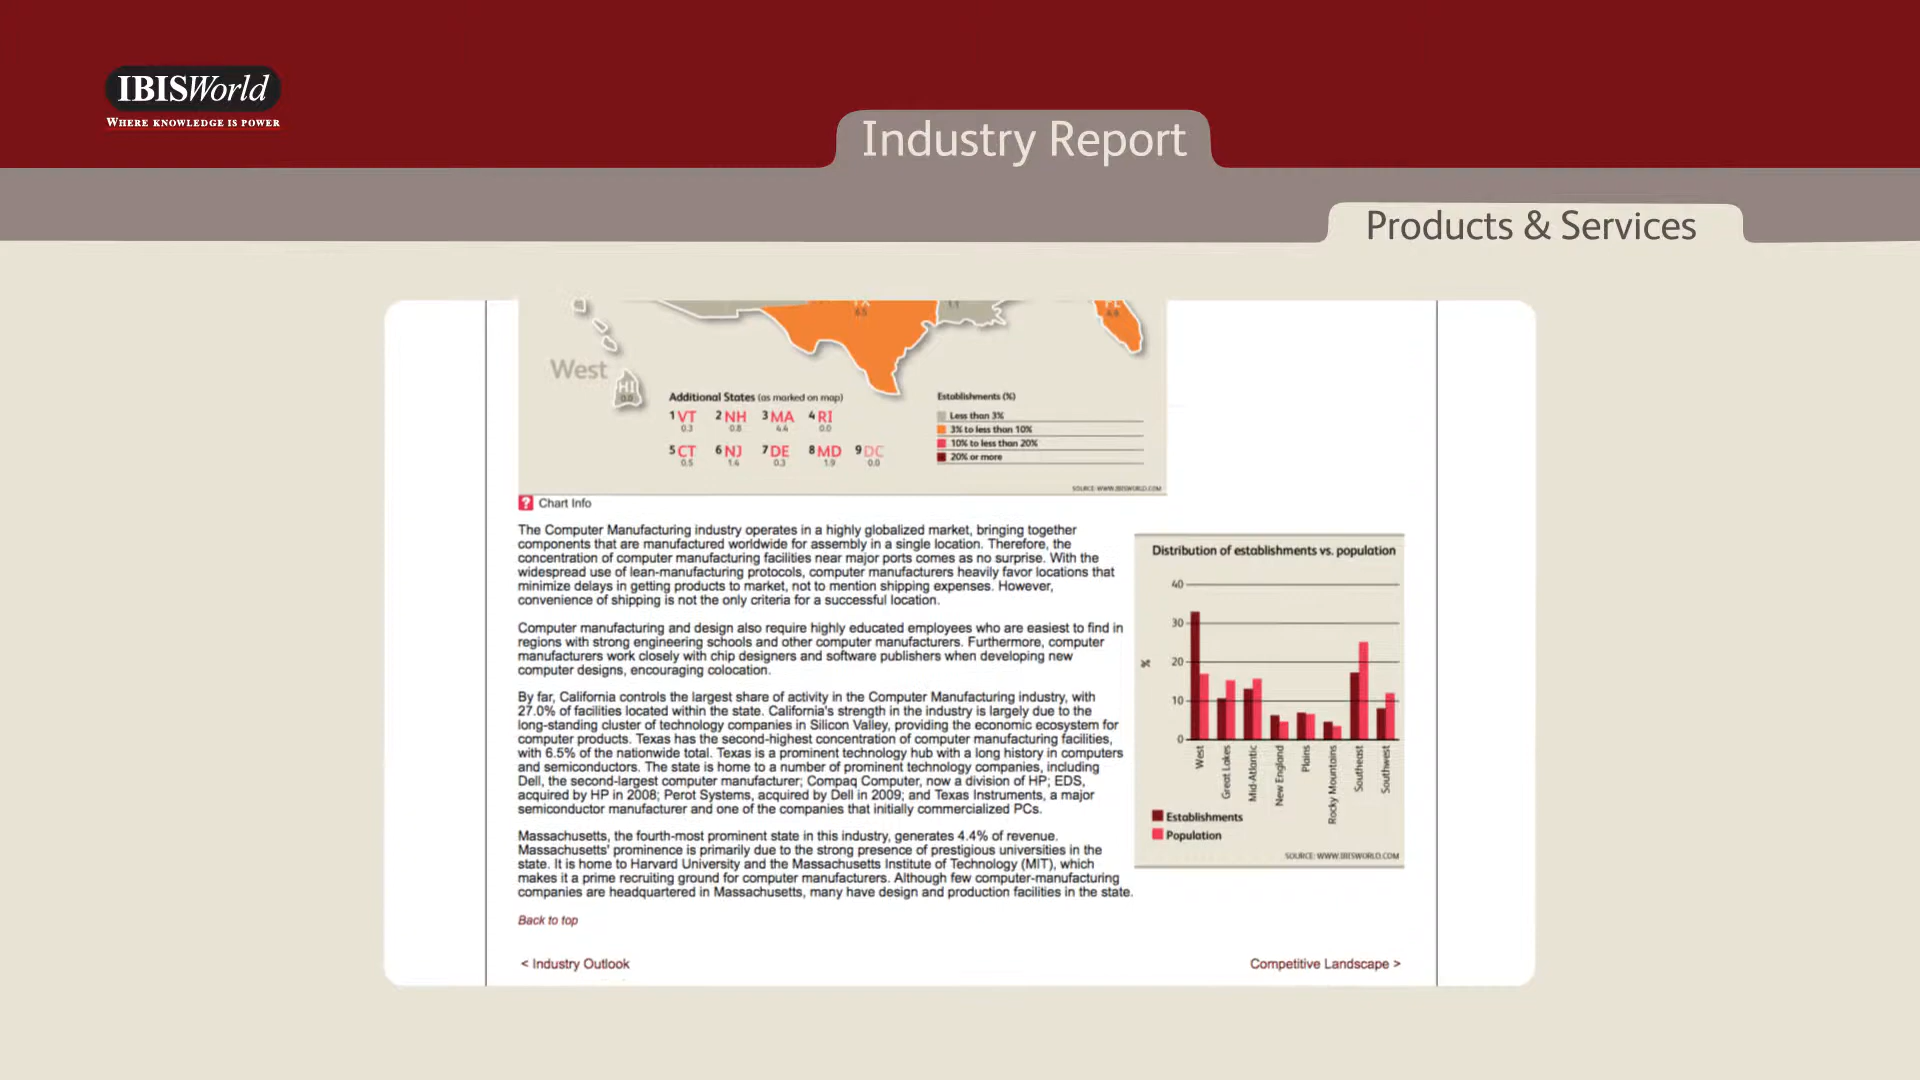 IBISWorld
WHERE KNOWLEDGE IS POWER
Industry Report
Products & Services
TX
6.5
1.1
FL
4.8
West
HI
0.0
Additional States (as marked on map)
1 VT 2 NH 3 MA 4 RI
0.3 0.8 4.4 0.0
5 CT 6 NJ 7 DE 8 MD 9 DC
0.5 1.4 0.3 1.9 0.0
Establishments (%)
Less than 3%
3% to less than 10%
10% to less than 20%
20% or more
SOURCE: WWW.IBISWORLD.COM
? Chart Info
The Computer Manufacturing industry operates in a highly globalized market, bringing together
components that are manufactured worldwide for assembly in a single location. Therefore, the
concentration of computer manufacturing facilities near major ports comes as no surprise. With the
widespread use of lean-manufacturing protocols, computer manufacturers heavily favor locations that
minimize delays in getting products to market, not to mention shipping expenses. However,
convenience of shipping is not the only criteria for a successful location.
Computer manufacturing and design also require highly educated employees who are easiest to find in
regions with strong engineering schools and other computer manufacturers. Furthermore, computer
manufacturers work closely with chip designers and software publishers when developing new
computer designs, encouraging colocation.
By far, California controls the largest share of activity in the Computer Manufacturing industry, with
27.0% of facilities located within the state. California's strength in the industry is largely due to the
long-standing cluster of technology companies in Silicon Valley, providing the economic ecosystem for
computer products. Texas has the second-highest concentration of computer manufacturing facilities,
with 6.5% of the nationwide total. Texas is a prominent technology hub with a long history in computers
and semiconductors. The state is home to a number of prominent technology companies, including
Dell, the second-largest computer manufacturer; Compaq Computer, now a division of HP; EDS,
acquired by HP in 2008; Perot Systems, acquired by Dell in 2009; and Texas Instruments, a major
semiconductor manufacturer and one of the companies that initially commercialized PCs.
Massachusetts, the fourth-most prominent state in this industry, generates 4.4% of revenue.
Massachusetts' prominence is primarily due to the strong presence of prestigious universities in the
state. It is home to Harvard University and the Massachusetts Institute of Technology (MIT), which
makes it a prime recruiting ground for computer manufacturers. Although few computer-manufacturing
companies are headquartered in Massachusetts, many have design and production facilities in the state.
Back to top
< Industry Outlook
Competitive Landscape >
Distribution of establishments vs. population
40
30
%
20
10
0
West
Great Lakes
Mid-Atlantic
New England
Plains
Rocky Mountains
Southeast
Southwest
Establishments
Population
SOURCE: WWW.IBISWORLD.COM